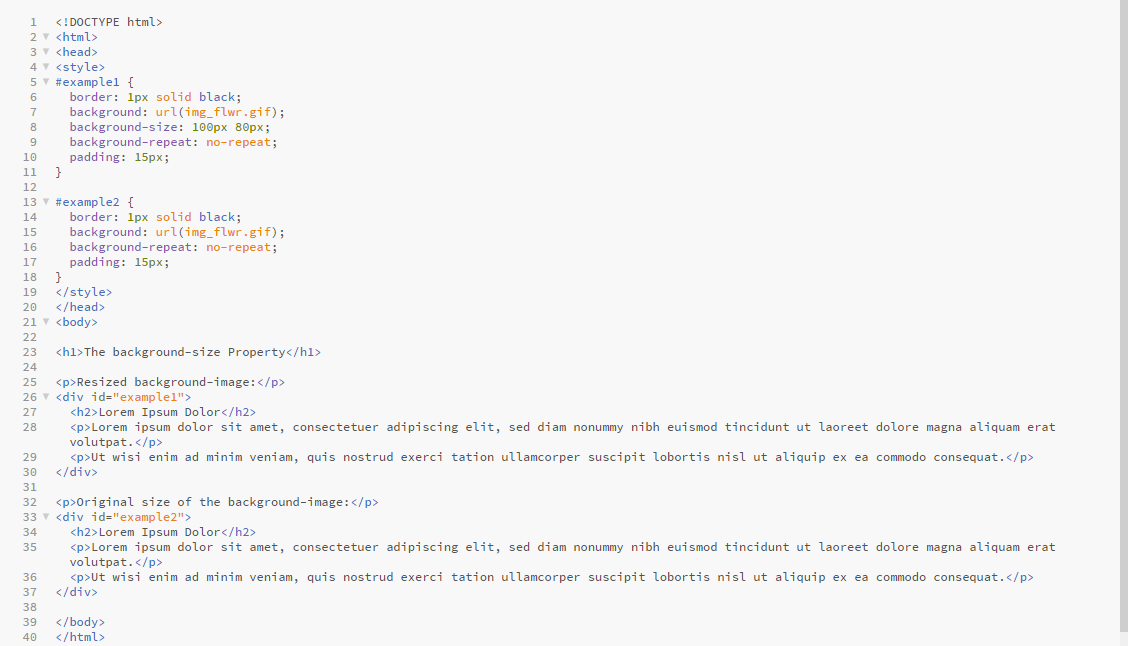 1 <!DOCTYPE html>
2 <html>
3 <head>
4 <style>
5 #example1 {
6   border: 1px solid black;
7   background: url(img_flwr.gif);
8   background-size: 100px 80px;
9   background-repeat: no-repeat;
10   padding: 15px;
11 }
12
13 #example2 {
14   border: 1px solid black;
15   background: url(img_flwr.gif);
16   background-repeat: no-repeat;
17   padding: 15px;
18 }
19 </style>
20 </head>
21 <body>
22
23 <h1>The background-size Property</h1>
24
25 <p>Resized background-image:</p>
26 <div id="example1">
27   <h2>Lorem Ipsum Dolor</h2>
28   <p>Lorem ipsum dolor sit amet, consectetuer adipiscing elit, sed diam nonummy nibh euismod tincidunt ut laoreet dolore magna aliquam erat
volutpat.</p>
29   <p>Ut wisi enim ad minim veniam, quis nostrud exerci tation ullamcorper suscipit lobortis nisl ut aliquip ex ea commodo consequat.</p>
30 </div>
31
32 <p>Original size of the background-image:</p>
33 <div id="example2">
34   <h2>Lorem Ipsum Dolor</h2>
35   <p>Lorem ipsum dolor sit amet, consectetuer adipiscing elit, sed diam nonummy nibh euismod tincidunt ut laoreet dolore magna aliquam erat
volutpat.</p>
36   <p>Ut wisi enim ad minim veniam, quis nostrud exerci tation ullamcorper suscipit lobortis nisl ut aliquip ex ea commodo consequat.</p>
37 </div>
38
39 </body>
40 </html>